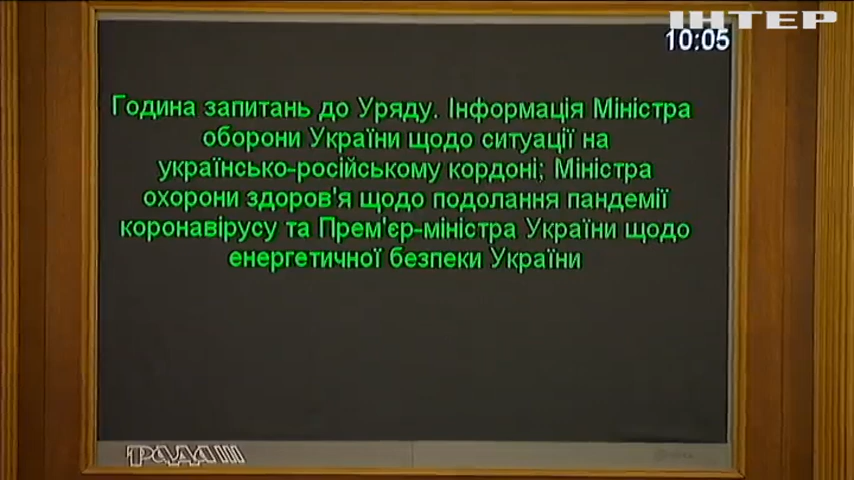 ІНТЕР
10:05
Година запитань до Уряду. Інформація Міністра
оборони України щодо ситуації на
українсько-російському кордоні; Міністра
охорони здоров'я щодо подолання пандемії
коронавірусу та Прем'єр-міністра України щодо
енергетичної безпеки України
РАДА